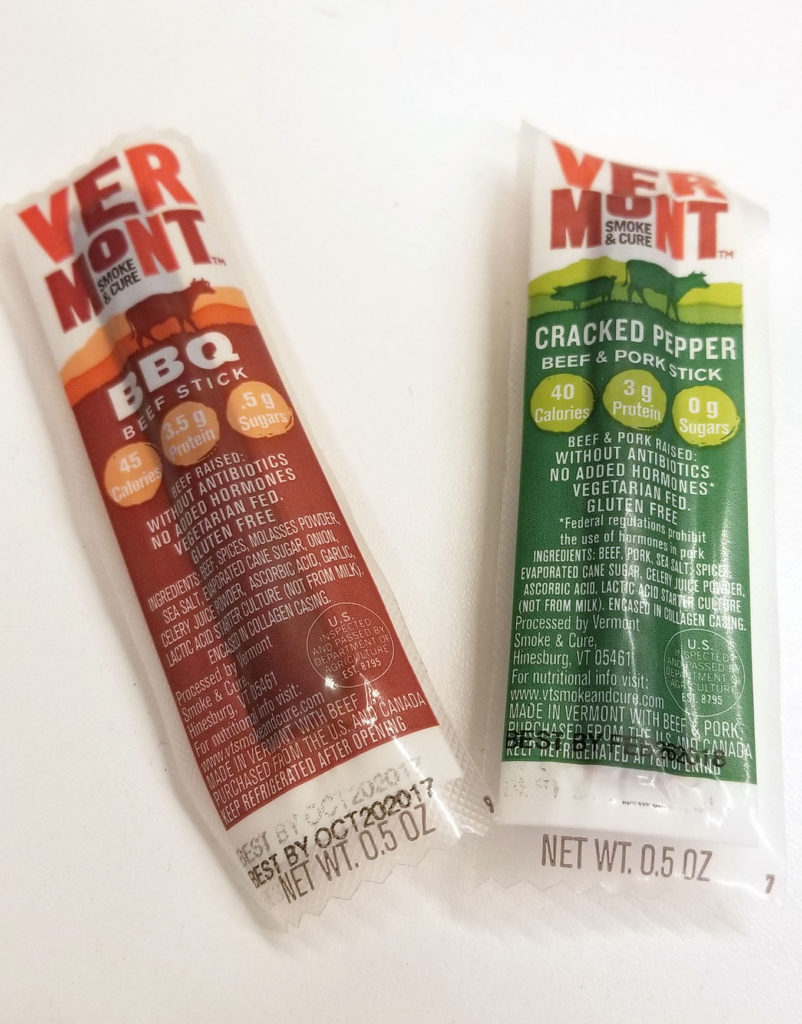 VER
MONT
SMOKE
& CURE
TM
BBQ
BEEF STICK
45
Calories
3.5 g
Protein
.5 g
Sugars
BEEF RAISED:
WITHOUT ANTIBIOTICS
NO ADDED HORMONES
VEGETARIAN FED.
GLUTEN FREE
INGREDIENTS: BEEF, SPICES, MOLASSES POWDER,
SEA SALT, EVAPORATED CANE SUGAR, ONION,
CELERY JUICE POWDER, ASCORBIC ACID, GARLIC,
LACTIC ACID STARTER CULTURE (NOT FROM MILK).
ENCASED IN COLLAGEN CASING.
Processed by Vermont
Smoke & Cure,
Hinesburg, VT 05461
For nutritional info visit:
www.vtsmokeandcure.com
MADE IN VERMONT WITH BEEF
PURCHASED FROM THE U.S. AND CANADA
KEEP REFRIGERATED AFTER OPENING
U.S.
INSPECTED
AND PASSED BY
DEPARTMENT OF
AGRICULTURE
EST. 8795
BEST BY OCT202017
BEST BY OCT202017
NET WT. 0.5 OZ
9
VER
MONT
SMOKE
& CURE
TM
CRACKED PEPPER
BEEF & PORK STICK
40
Calories
3 g
Protein
0 g
Sugars
BEEF & PORK RAISED:
WITHOUT ANTIBIOTICS
NO ADDED HORMONES*
VEGETARIAN FED.
GLUTEN FREE
*Federal regulations prohibit
the use of hormones in pork
INGREDIENTS: BEEF, PORK, SEA SALT, SPICES,
EVAPORATED CANE SUGAR, CELERY JUICE POWDER,
ASCORBIC ACID, LACTIC ACID STARTER CULTURE
(NOT FROM MILK). ENCASED IN COLLAGEN CASING.
Processed by Vermont
Smoke & Cure,
Hinesburg, VT 05461
For nutritional info visit:
www.vtsmokeandcure.com
MADE IN VERMONT WITH BEEF & PORK
PURCHASED FROM THE U.S. AND CANADA
KEEP REFRIGERATED AFTER OPENING
U.S.
INSPECTED
AND PASSED BY
DEPARTMENT OF
AGRICULTURE
EST. 8795
BEST BY
NET WT. 0.5 OZ
7